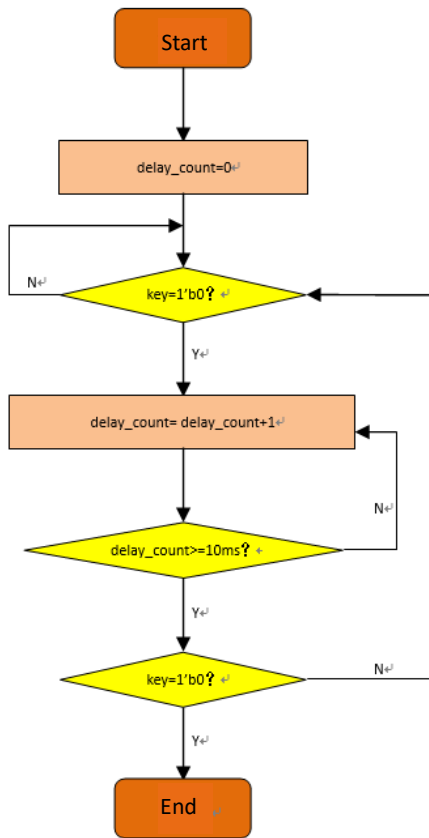 Start
delay_count=0↵
key=1'b0? ↵
N↵
Y↵
delay_count= delay_count+1↵
N↵
delay_count>=10ms? ↵
Y↵
key=1'b0? ↵
N↵
Y↵
End
↵